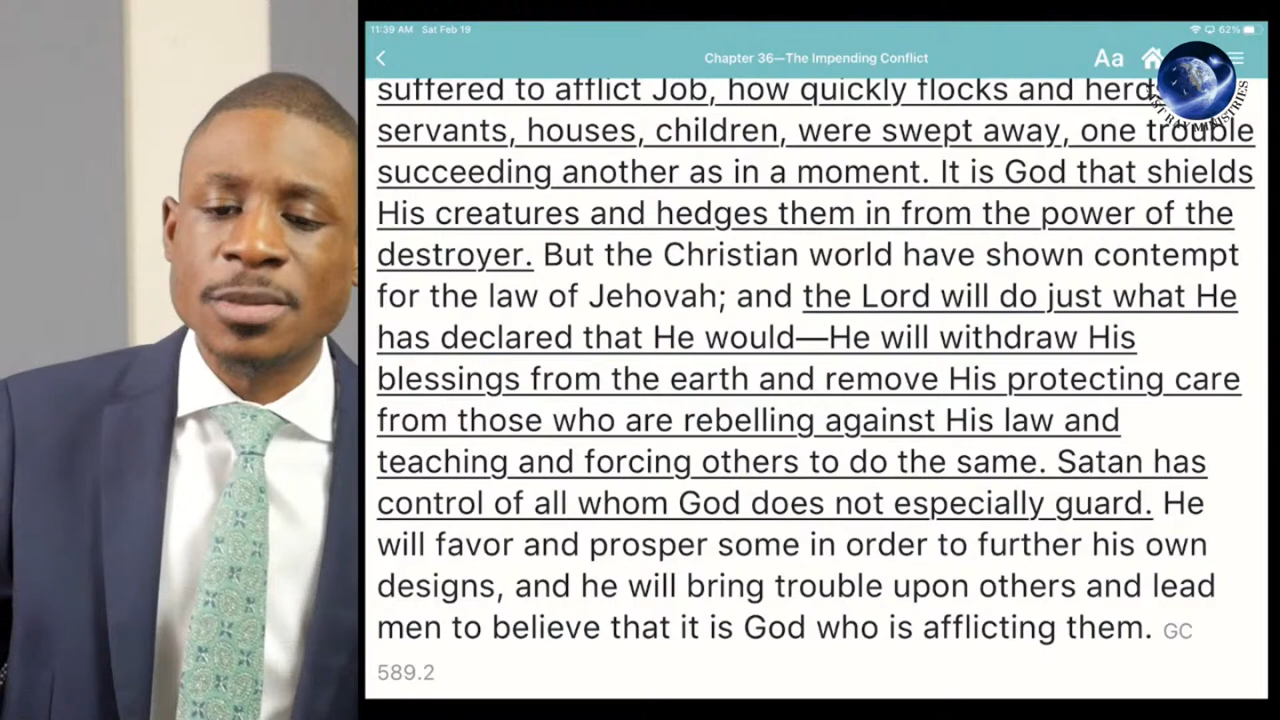 11:39 AM Sat Feb 19
62%
Chapter 36—The Impending Conflict
Aa
suffered to afflict Job, how quickly flocks and herds
servants, houses, children, were swept away, one trouble
succeeding another as in a moment. It is God that shields
His creatures and hedges them in from the power of the
destroyer. But the Christian world have shown contempt
for the law of Jehovah; and the Lord will do just what He
has declared that He would—He will withdraw His
blessings from the earth and remove His protecting care
from those who are rebelling against His law and
teaching and forcing others to do the same. Satan has
control of all whom God does not especially guard. He
will favor and prosper some in order to further his own
designs, and he will bring trouble upon others and lead
men to believe that it is God who is afflicting them. GC
589.2
RAY MINISTRIES